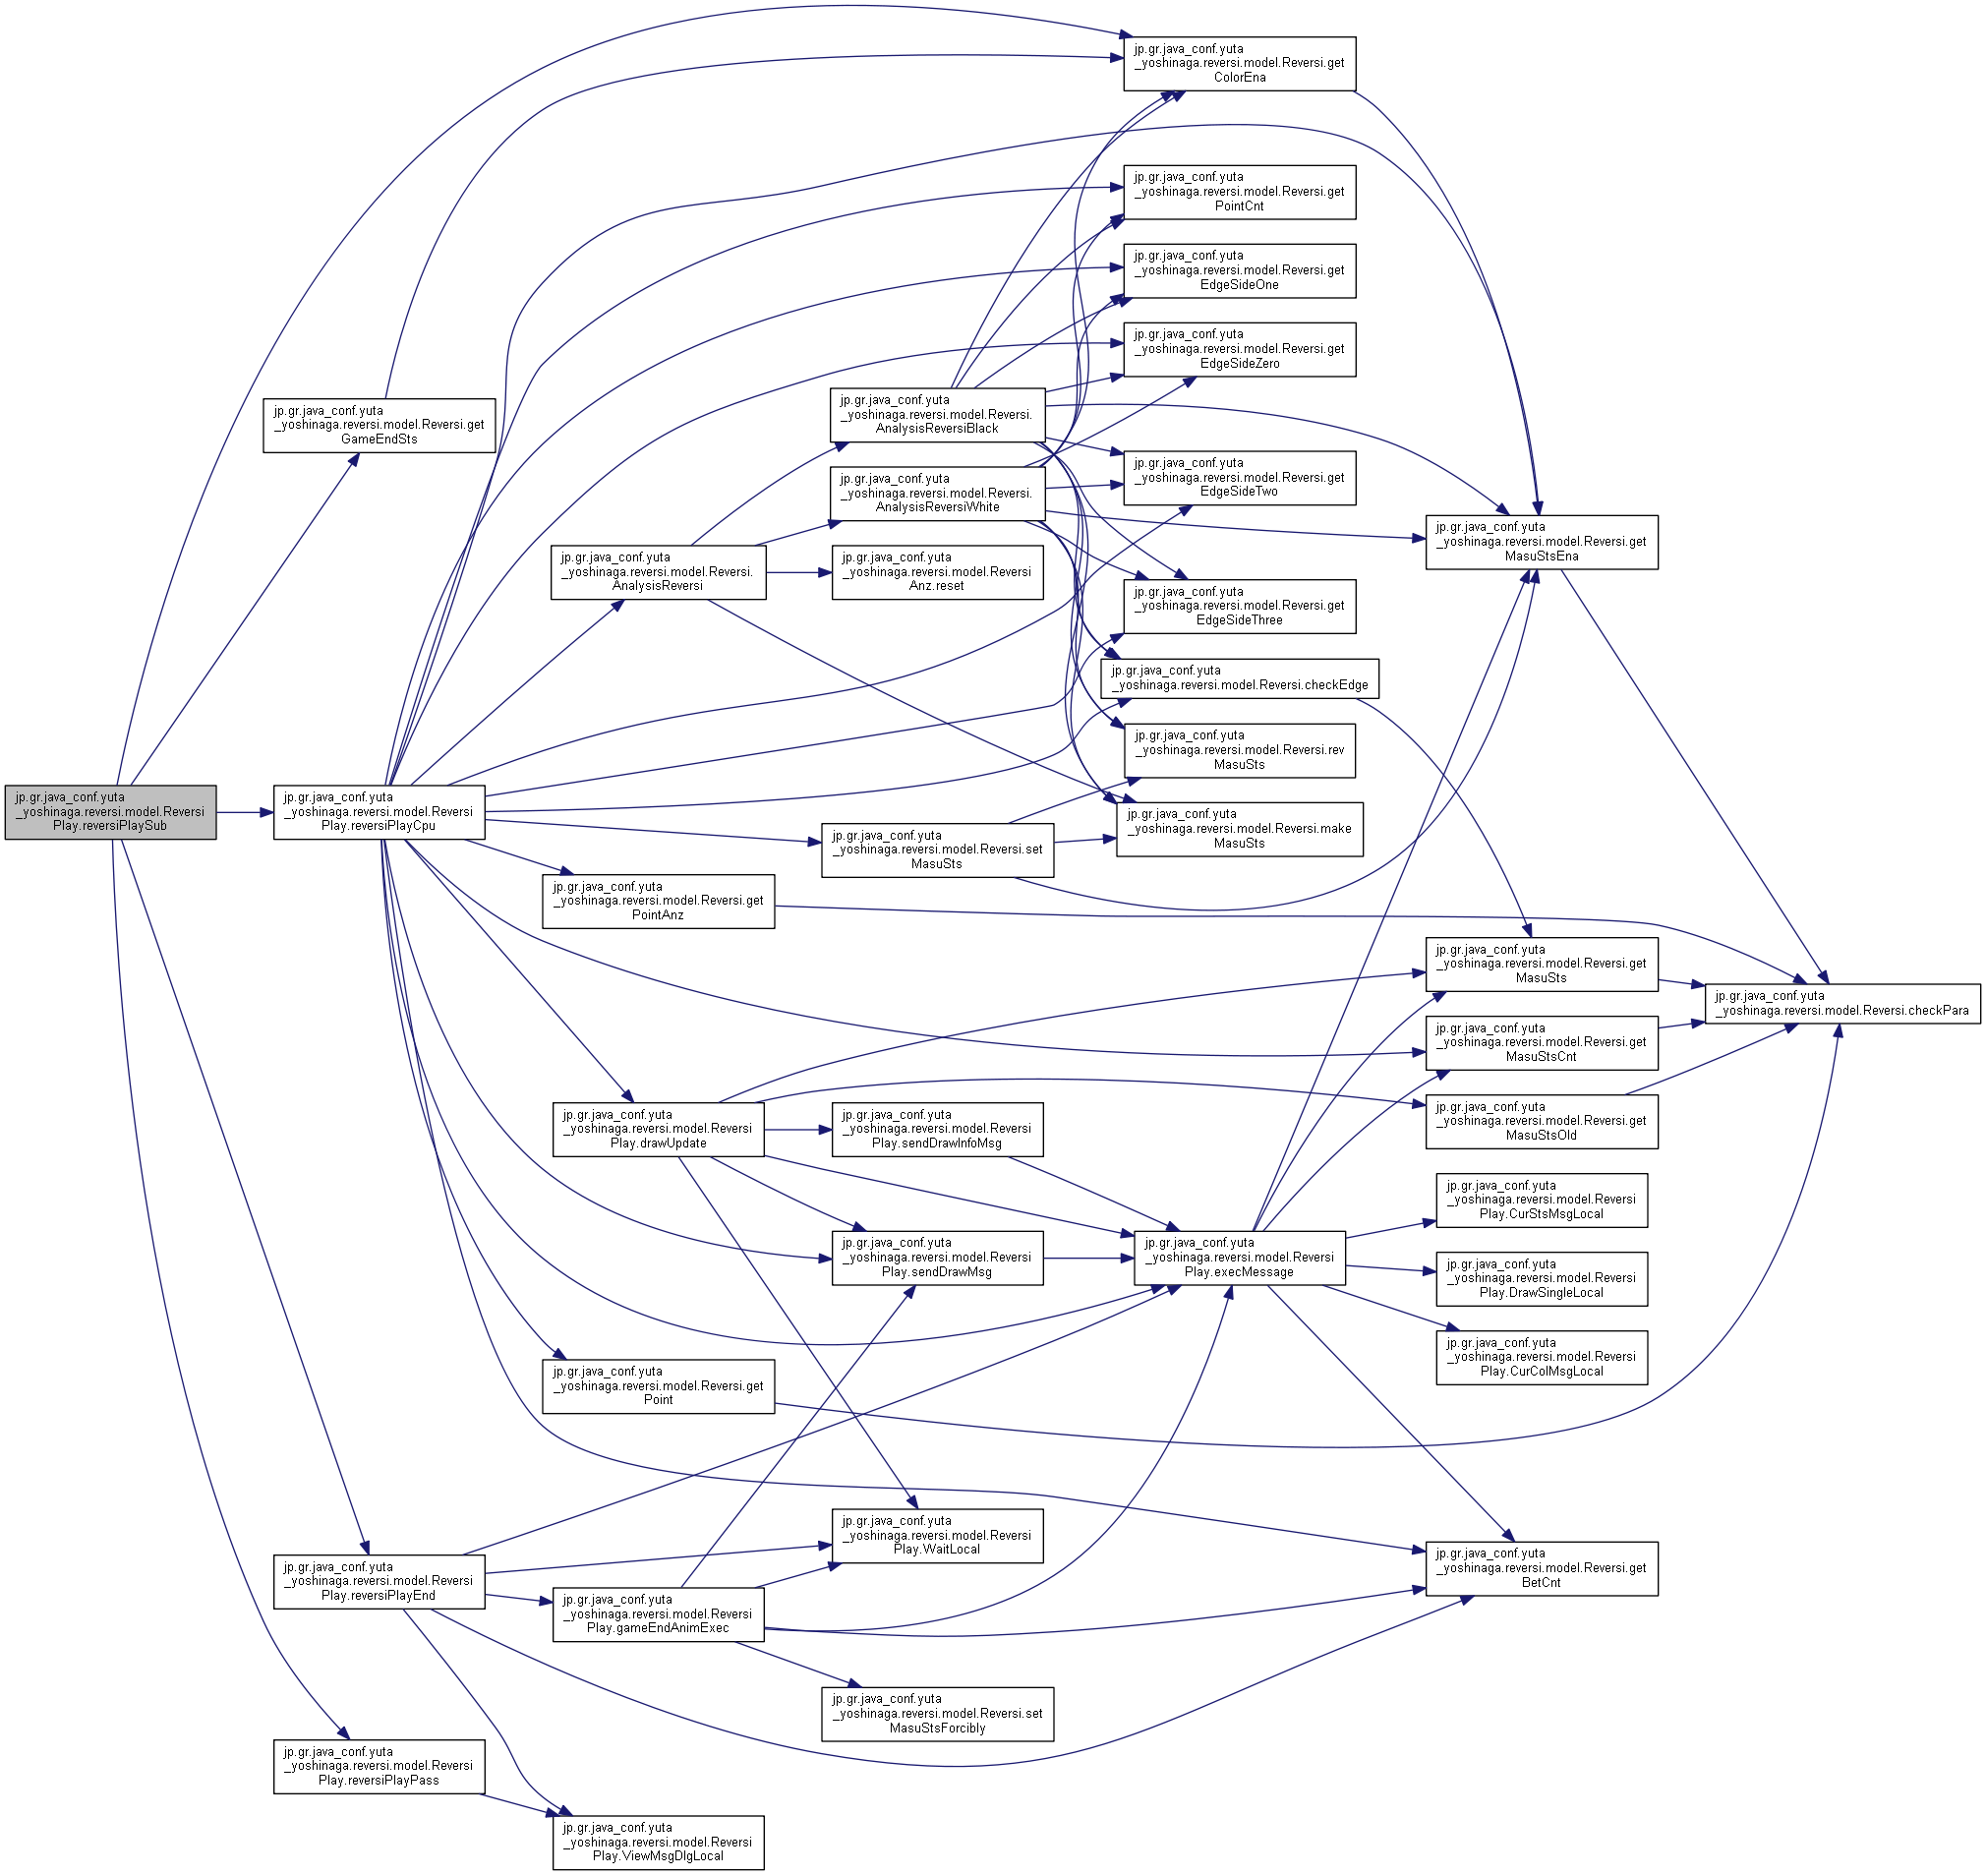 jp.gr.java_conf.yuta
_yoshinaga.reversi.model.Reversi.get
ColorEna
jp.gr.java_conf.yuta
_yoshinaga.reversi.model.Reversi.get
PointCnt
jp.gr.java_conf.yuta
_yoshinaga.reversi.model.Reversi.get
EdgeSideOne
jp.gr.java_conf.yuta
_yoshinaga.reversi.model.Reversi.get
EdgeSideZero
jp.gr.java_conf.yuta
_yoshinaga.reversi.model.Reversi.get
GameEndSts
jp.gr.java_conf.yuta
_yoshinaga.reversi.model.Reversi.
AnalysisReversiBlack
jp.gr.java_conf.yuta
_yoshinaga.reversi.model.Reversi.get
EdgeSideTwo
jp.gr.java_conf.yuta
_yoshinaga.reversi.model.Reversi.
AnalysisReversiWhite
jp.gr.java_conf.yuta
_yoshinaga.reversi.model.Reversi.get
MasuStsEna
jp.gr.java_conf.yuta
_yoshinaga.reversi.model.Reversi.
AnalysisReversi
jp.gr.java_conf.yuta
_yoshinaga.reversi.model.Reversi
Anz.reset
jp.gr.java_conf.yuta
_yoshinaga.reversi.model.Reversi.get
EdgeSideThree
jp.gr.java_conf.yuta
_yoshinaga.reversi.model.Reversi.checkEdge
jp.gr.java_conf.yuta
_yoshinaga.reversi.model.Reversi.rev
MasuSts
jp.gr.java_conf.yuta
_yoshinaga.reversi.model.Reversi
Play.reversiPlaySub
jp.gr.java_conf.yuta
_yoshinaga.reversi.model.Reversi
Play.reversiPlayCpu
jp.gr.java_conf.yuta
_yoshinaga.reversi.model.Reversi.make
MasuSts
jp.gr.java_conf.yuta
_yoshinaga.reversi.model.Reversi.set
MasuSts
jp.gr.java_conf.yuta
_yoshinaga.reversi.model.Reversi.get
PointAnz
jp.gr.java_conf.yuta
_yoshinaga.reversi.model.Reversi.get
MasuSts
jp.gr.java_conf.yuta
_yoshinaga.reversi.model.Reversi.checkPara
jp.gr.java_conf.yuta
_yoshinaga.reversi.model.Reversi.get
MasuStsCnt
jp.gr.java_conf.yuta
_yoshinaga.reversi.model.Reversi.get
MasuStsOld
jp.gr.java_conf.yuta
_yoshinaga.reversi.model.Reversi
Play.drawUpdate
jp.gr.java_conf.yuta
_yoshinaga.reversi.model.Reversi
Play.sendDrawInfoMsg
jp.gr.java_conf.yuta
_yoshinaga.reversi.model.Reversi
Play.CurStsMsgLocal
jp.gr.java_conf.yuta
_yoshinaga.reversi.model.Reversi
Play.sendDrawMsg
jp.gr.java_conf.yuta
_yoshinaga.reversi.model.Reversi
Play.execMessage
jp.gr.java_conf.yuta
_yoshinaga.reversi.model.Reversi
Play.DrawSingleLocal
jp.gr.java_conf.yuta
_yoshinaga.reversi.model.Reversi
Play.CurColMsgLocal
jp.gr.java_conf.yuta
_yoshinaga.reversi.model.Reversi.get
Point
jp.gr.java_conf.yuta
_yoshinaga.reversi.model.Reversi
Play.WaitLocal
jp.gr.java_conf.yuta
_yoshinaga.reversi.model.Reversi.get
BetCnt
jp.gr.java_conf.yuta
_yoshinaga.reversi.model.Reversi
Play.reversiPlayEnd
jp.gr.java_conf.yuta
_yoshinaga.reversi.model.Reversi
Play.gameEndAnimExec
jp.gr.java_conf.yuta
_yoshinaga.reversi.model.Reversi.set
MasuStsForcibly
jp.gr.java_conf.yuta
_yoshinaga.reversi.model.Reversi
Play.reversiPlayPass
jp.gr.java_conf.yuta
_yoshinaga.reversi.model.Reversi
Play.ViewMsgDlgLocal